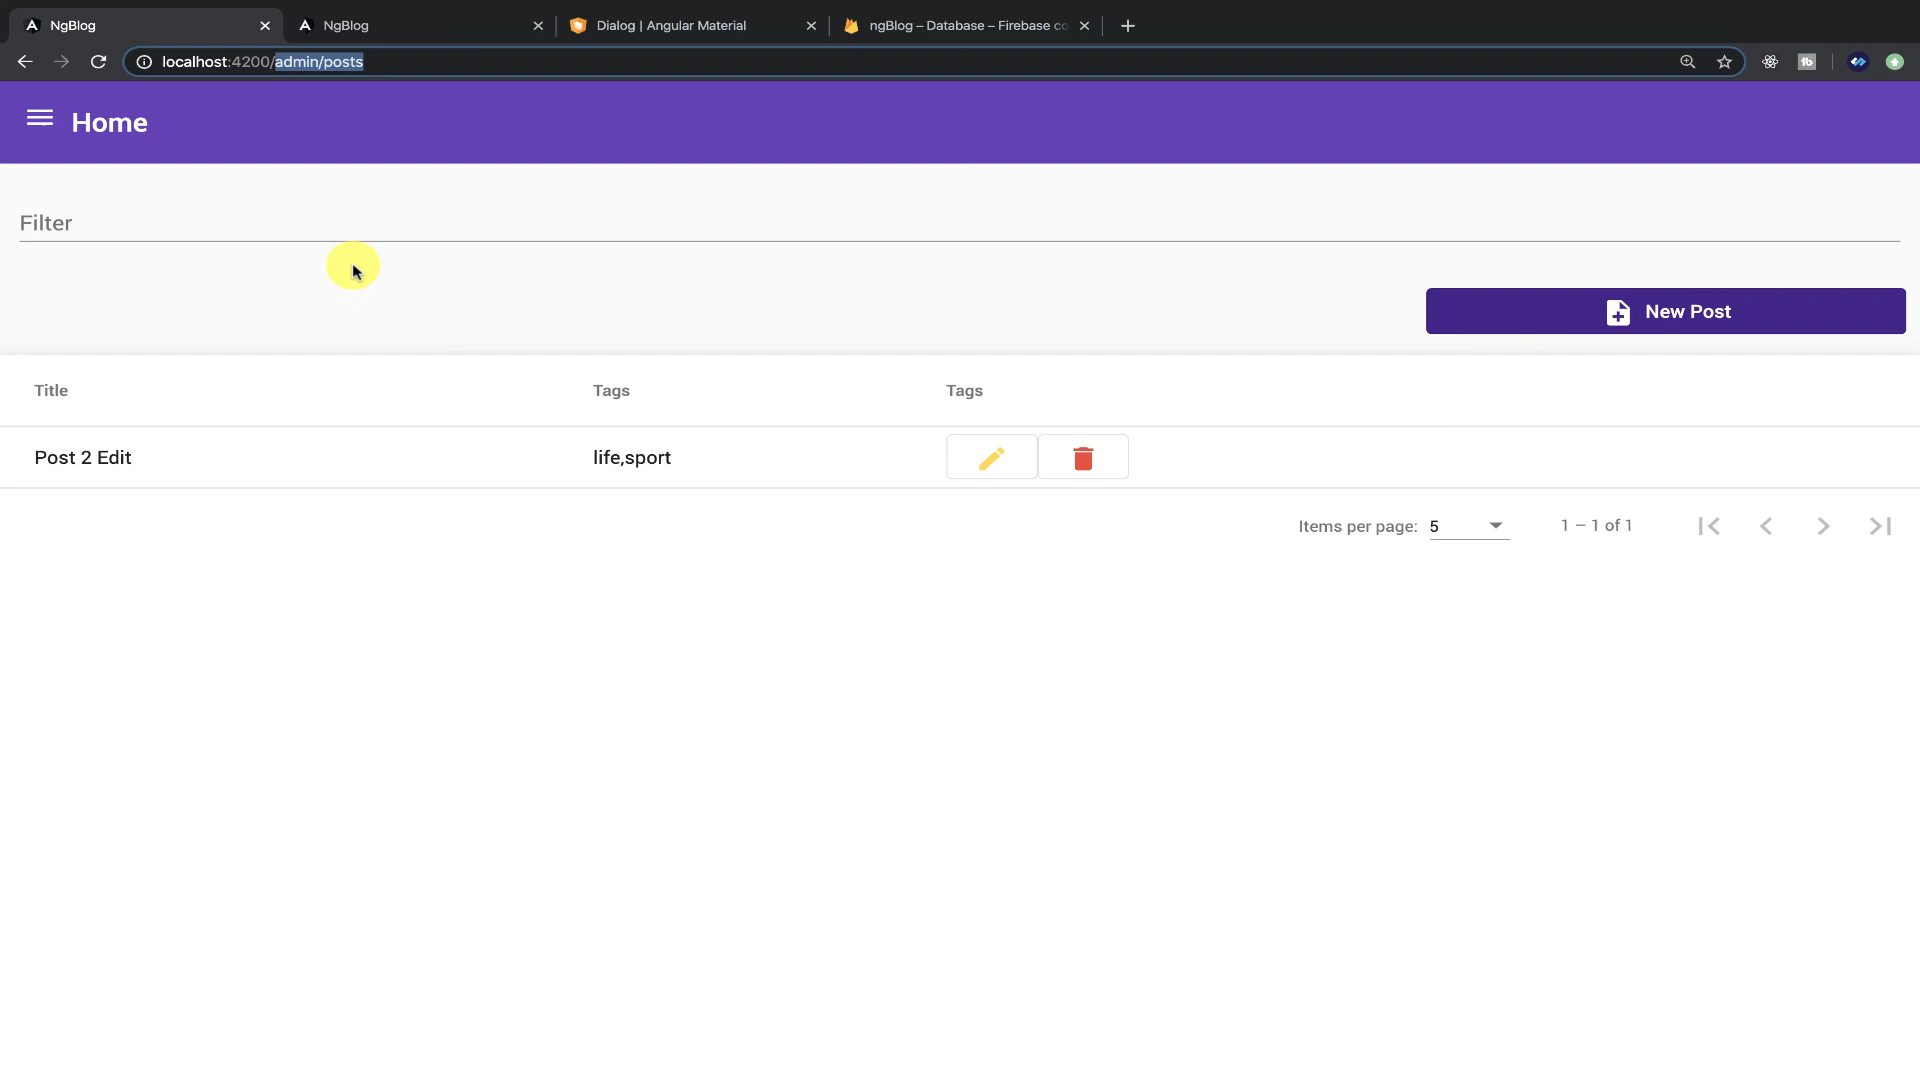 NgBlog
NgBlog
Dialog | Angular Material
ngBlog – Database – Firebase co
localhost:4200/admin/posts
Home
Filter
New Post
Title Tags Tags
Post 2 Edit life,sport
Items per page: 5 1 – 1 of 1